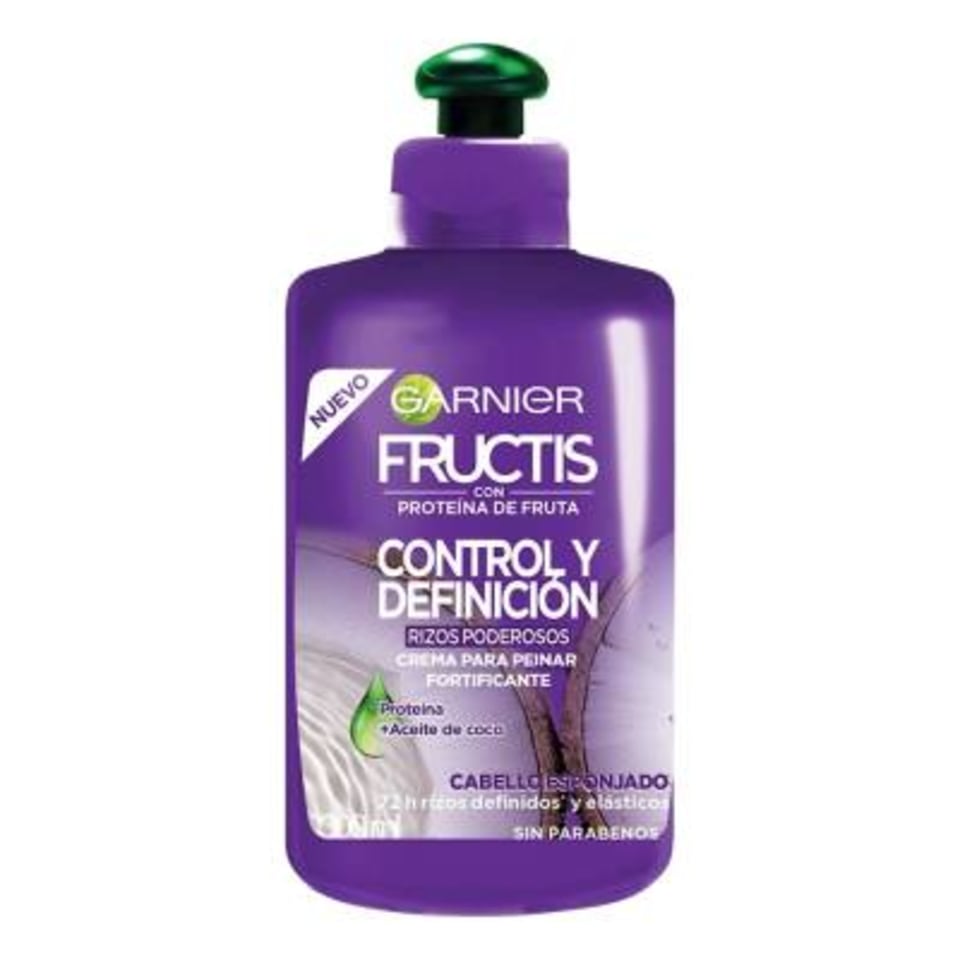 NUEVO
GARNIER
FRUCTIS
CON
PROTEÍNA DE FRUTA
CONTROL Y
DEFINICIÓN
RIZOS PODEROSOS
CREMA PARA PEINAR
FORTIFICANTE
Proteína
+Aceite de coco
CABELLO ESPONJADO
72 h rizos definidos* y elásticos
SIN PARABENOS